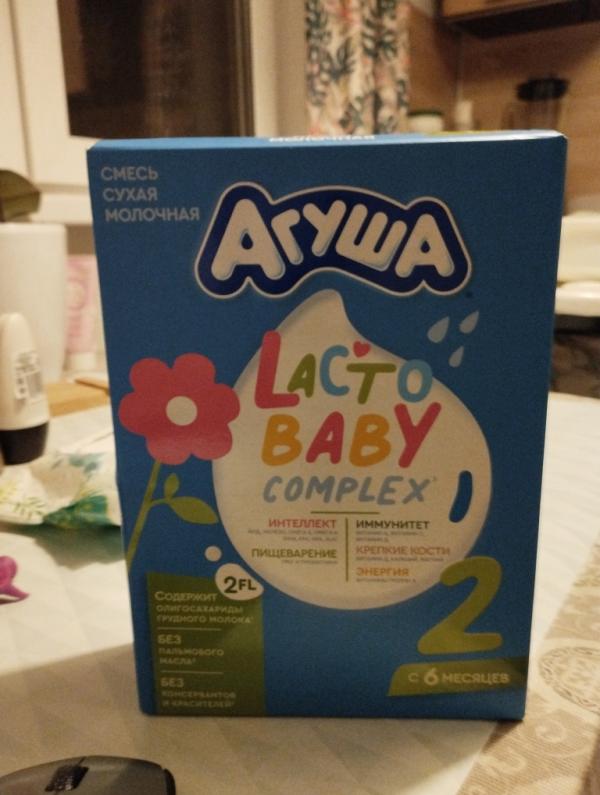 МОЛОЧНАЯ
СМЕСЬ
СУХАЯ
МОЛОЧНАЯ
АГУША
LACTO
BABY
COMPLEX
ИНТЕЛЛЕКТ
ИММУНИТЕТ
ПИЩЕВАРЕНИЕ
КРЕПКИЕ КОСТИ
ЭНЕРГИЯ
2FL
СОДЕРЖИТ
ОЛИГОСАХАРИДЫ
ГРУДНОГО МОЛОКА
БЕЗ
ПАЛЬМОВОГО
МАСЛА
БЕЗ
КОНСЕРВАНТОВ
И КРАСИТЕЛЕЙ
2
С 6 МЕСЯЦЕВ